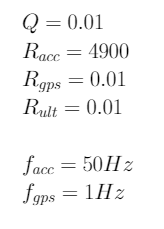 Q = 0.01
R_acc = 4900
R_gps = 0.01
R_ult = 0.01
f_acc = 50Hz
f_gps = 1Hz